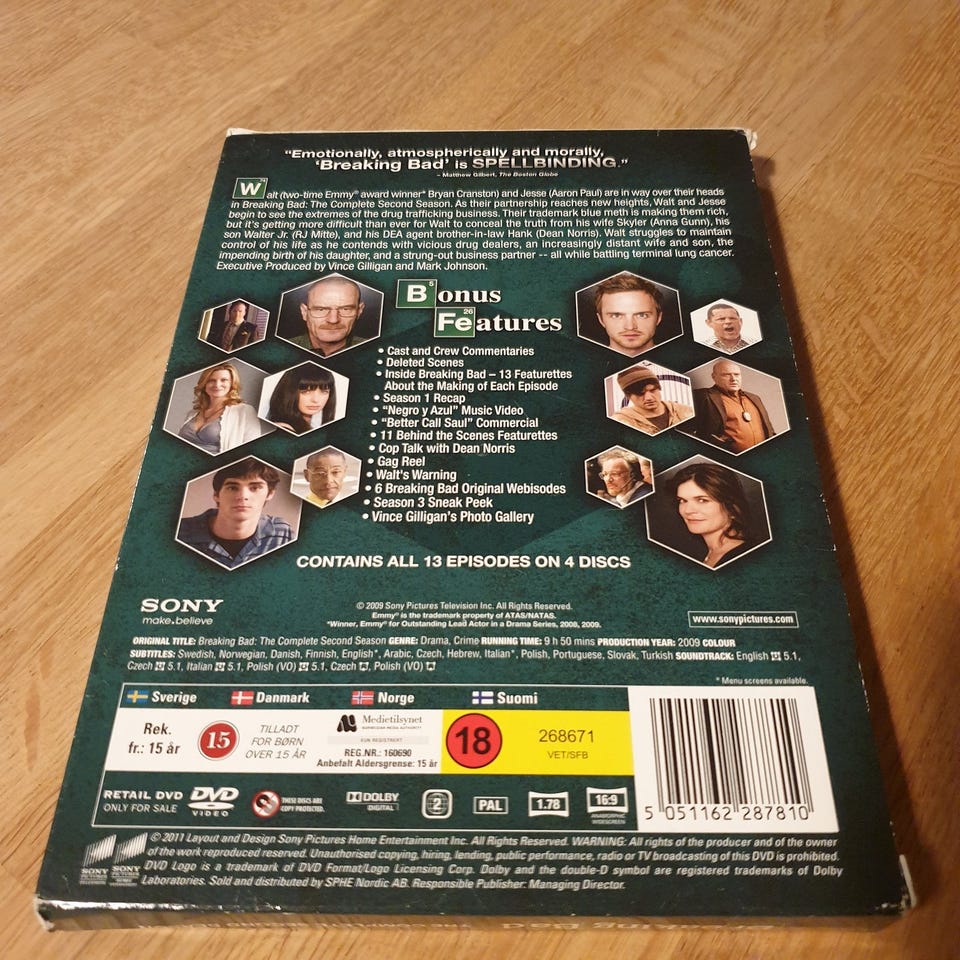 “Emotionally, atmospherically and morally,
‘Breaking Bad’ is SPELLBINDING.”
– Matthew Gilbert, The Boston Globe
Walt (two-time Emmy® award winner* Bryan Cranston) and Jesse (Aaron Paul) are in way over their heads
in Breaking Bad: The Complete Second Season. As their partnership reaches new heights, Walt and Jesse
begin to see the extremes of the drug trafficking business. Their trademark blue meth is making them rich,
but it's getting more difficult than ever for Walt to conceal the truth from his wife Skyler (Anna Gunn), his
son Walter Jr. (RJ Mitte), and his DEA agent brother-in-law Hank (Dean Norris). Walt struggles to maintain
control of his life as he contends with vicious drug dealers, an increasingly distant wife and son, the
impending birth of his daughter, and a strung-out business partner -- all while battling terminal lung cancer.
Executive Produced by Vince Gilligan and Mark Johnson.
5
Bonus
26
Features
• Cast and Crew Commentaries
• Deleted Scenes
• Inside Breaking Bad – 13 Featurettes
About the Making of Each Episode
• Season 1 Recap
• “Negro y Azul” Music Video
• “Better Call Saul” Commercial
• 11 Behind the Scenes Featurettes
• Cop Talk with Dean Norris
• Gag Reel
• Walt's Warning
• 6 Breaking Bad Original Webisodes
• Season 3 Sneak Peek
• Vince Gilligan's Photo Gallery
CONTAINS ALL 13 EPISODES ON 4 DISCS
SONY
make.believe
© 2009 Sony Pictures Television Inc. All Rights Reserved.
Emmy® is the trademark property of ATAS/NATAS.
*Winner, Emmy® for Outstanding Lead Actor in a Drama Series, 2008, 2009.
www.sonypictures.com
ORIGINAL TITLE: Breaking Bad: The Complete Second Season GENRE: Drama, Crime RUNNING TIME: 9 h 50 mins PRODUCTION YEAR: 2009 COLOUR
SUBTITLES: Swedish, Norwegian, Danish, Finnish, English*, Arabic, Czech, Hebrew, Italian*, Polish, Portuguese, Slovak, Turkish SOUNDTRACK: English 5.1,
Czech 5.1, Italian 5.1, Polish (VO) 5.1, Czech, Polish (VO)
* Menu screens available.
Sverige Danmark Norge Suomi
Rek.
fr.: 15 år
15
TILLADT
FOR BØRN
OVER 15 ÅR
Medietilsynet
NORWEGIAN MEDIA AUTHORITY
KUN REGISTRERT
REG.NR.: 160690
Anbefalt Aldersgrense: 15 år
18
268671
VET/SFB
5 051162 287810
RETAIL DVD
ONLY FOR SALE
DVD
VIDEO
THESE DISCS ARE
COPY PROTECTED.
DOLBY
DIGITAL
2
PAL
1.78
16:9
ANAMORPHIC
WIDESCREEN
© 2011 Layout and Design Sony Pictures Home Entertainment Inc. All Rights Reserved. WARNING: All rights of the producer and of the owner
of the work reproduced reserved. Unauthorised copying, hiring, lending, public performance, radio or TV broadcasting of this DVD is prohibited.
DVD Logo is a trademark of DVD Format/Logo Licensing Corp. Dolby and the double-D symbol are registered trademarks of Dolby
Laboratories. Sold and distributed by SPHE Nordic AB. Responsible Publisher: Managing Director.
Breaking Bad